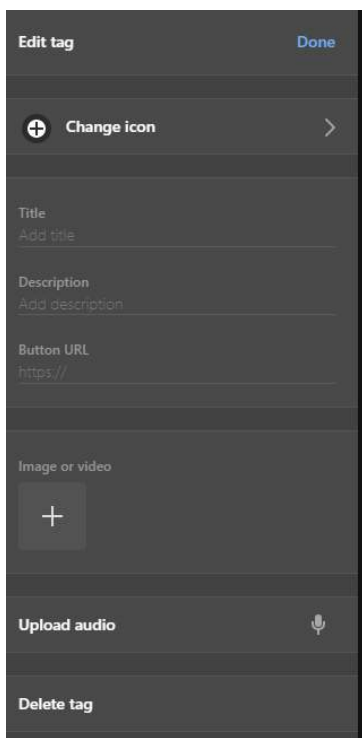 Edit tag Done
Change icon
Title
Add title
Description
Add description
Button URL
https://
Image or video
Upload audio
Delete tag